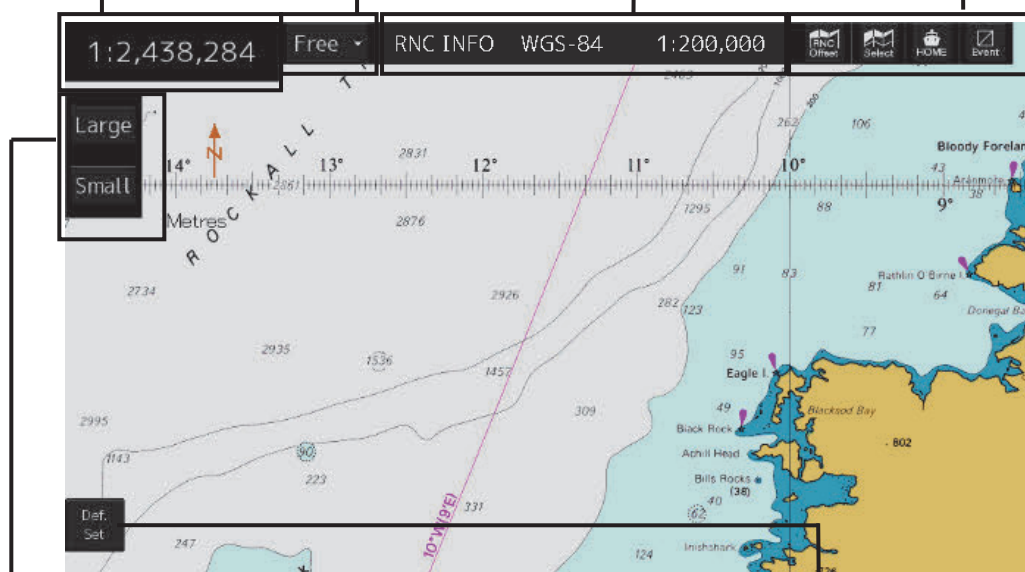 1:2,438,284
Free
RNC INFO WGS-84 1:200,000
RNC Offset
Select
HOME
Event
Large
Small
N
14°
13°
12°
11°
10°
9°
Metres
ROCKALL T
2831
2861
2876
2463
200
262
106
Bloody
43
Aranmore
38
88
1295
91
83
Rathlin O'Birne I.
81
64
Donegal
77
2734
2926
282
123
2935
1536
1457
95
Eagle I.
309
49
Blacksod Bay
2995
Black Rock
802
1143
90
Achill Head
223
Bills Rocks
(38)
40
62
331
10°W(9'E)
Def. Set
247
Inishshark
124